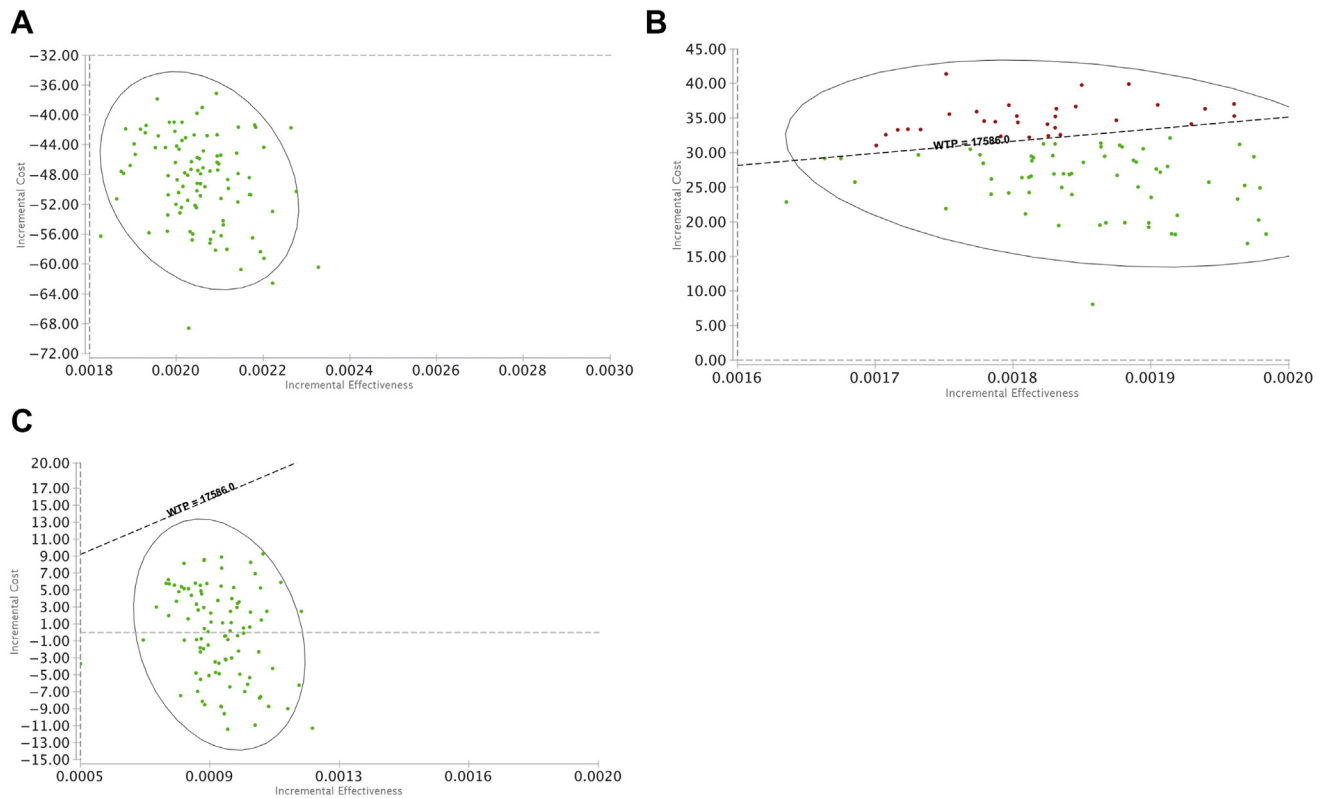 A
−32.00
−36.00
−40.00
−44.00
−48.00
−52.00
−56.00
−60.00
−64.00
−68.00
−72.00
Incremental Cost
0.0018 0.0020 0.0022 0.0024 0.0026 0.0028 0.0030
Incremental Effectiveness
B
45.00
40.00
35.00
30.00
25.00
20.00
15.00
10.00
5.00
0.00
Incremental Cost
WTP = 17586.0
0.0016 0.0017 0.0018 0.0019 0.0020
Incremental Effectiveness
C
20.00
17.00
15.00
13.00
11.00
9.00
7.00
5.00
3.00
1.00
−1.00
−3.00
−5.00
−7.00
−9.00
−11.00
−13.00
−15.00
Incremental Cost
WTP = 17586.0
0.0005 0.0009 0.0013 0.0016 0.0020
Incremental Effectiveness